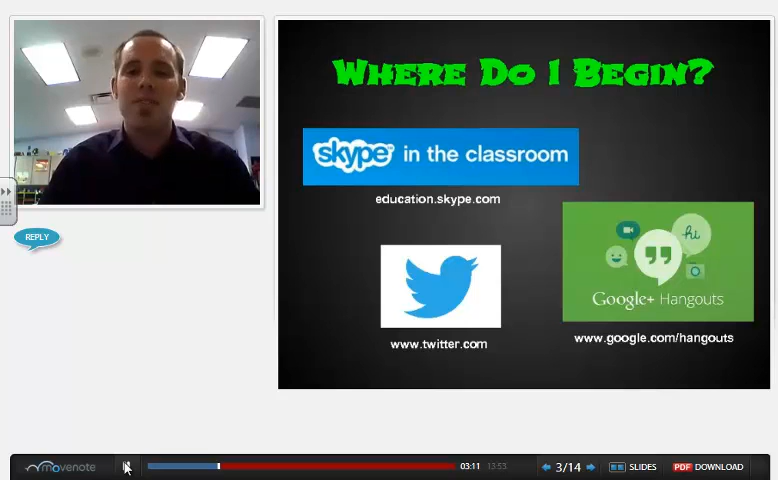 Where Do I Begin?
skype in the classroom
education.skype.com
hi
Google+ Hangouts
www.twitter.com
www.google.com/hangouts
REPLY
movenote
03:11 13:53
3/14
SLIDES
PDF DOWNLOAD